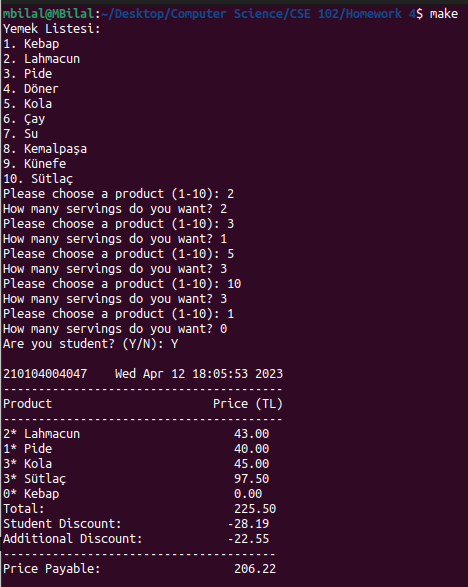 mbilal@MBilal:~/Desktop/Computer Science/CSE 102/Homework 4$ make
Yemek Listesi:
1. Kebap
2. Lahmacun
3. Pide
4. Döner
5. Kola
6. Çay
7. Su
8. Kemalpaşa
9. Künefe
10. Sütlaç
Please choose a product (1-10): 2
How many servings do you want? 2
Please choose a product (1-10): 3
How many servings do you want? 1
Please choose a product (1-10): 5
How many servings do you want? 3
Please choose a product (1-10): 10
How many servings do you want? 3
Please choose a product (1-10): 1
How many servings do you want? 0
Are you student? (Y/N): Y
210104004047    Wed Apr 12 18:05:53 2023
----------------------------------------
Product                       Price (TL)
----------------------------------------
2* Lahmacun                      43.00
1* Pide                          40.00
3* Kola                          45.00
3* Sütlaç                        97.50
0* Kebap                         0.00
Total:                           225.50
Student Discount:               -28.19
Additional Discount:            -22.55
---------------------------------------
Price Payable:                   206.22